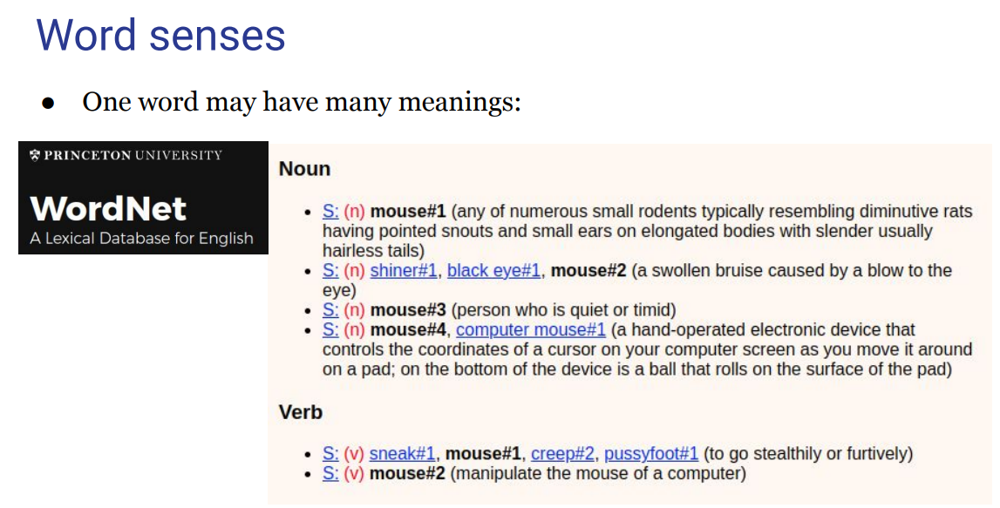 Word senses
● One word may have many meanings:
PRINCETON UNIVERSITY
WordNet
A Lexical Database for English
Noun
• S: (n) mouse#1 (any of numerous small rodents typically resembling diminutive rats
having pointed snouts and small ears on elongated bodies with slender usually
hairless tails)
• S: (n) shiner#1, black eye#1, mouse#2 (a swollen bruise caused by a blow to the
eye)
• S: (n) mouse#3 (person who is quiet or timid)
• S: (n) mouse#4, computer mouse#1 (a hand-operated electronic device that
controls the coordinates of a cursor on your computer screen as you move it around
on a pad; on the bottom of the device is a ball that rolls on the surface of the pad)
Verb
• S: (v) sneak#1, mouse#1, creep#2, pussyfoot#1 (to go stealthily or furtively)
• S: (v) mouse#2 (manipulate the mouse of a computer)